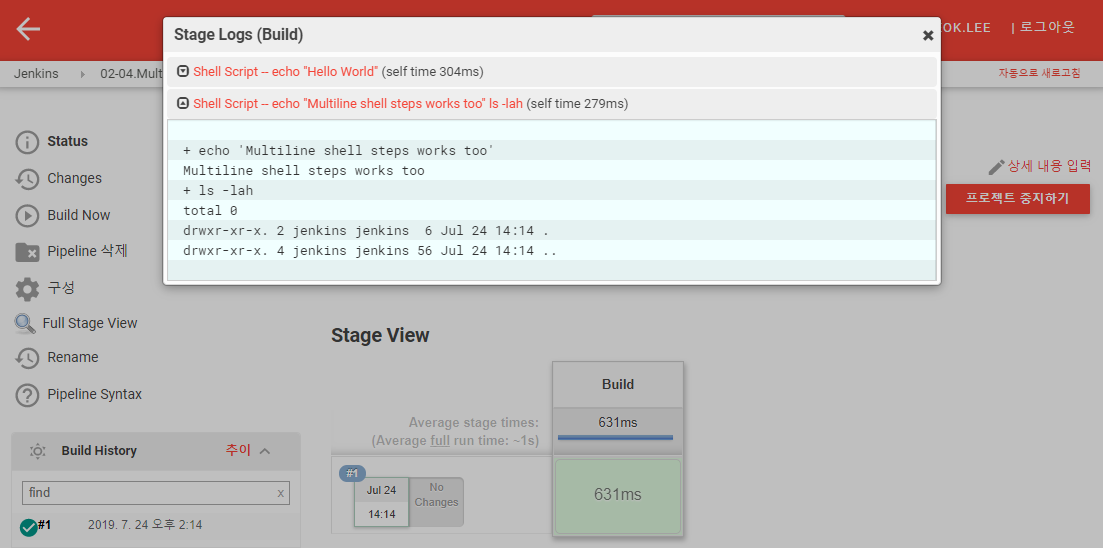 Stage Logs (Build)
OK.LEE
| 로그아웃
Shell Script -- echo "Hello World" (self time 304ms)
Jenkins
02-04.Mult
자동으로 새로고침
Shell Script -- echo "Multiline shell steps works too" ls -lah (self time 279ms)
+ echo 'Multiline shell steps works too'
Multiline shell steps works too
+ ls -lah
total 0
drwxr-xr-x. 2 jenkins jenkins  6 Jul 24 14:14 .
drwxr-xr-x. 4 jenkins jenkins 56 Jul 24 14:14 ..
Status
Changes
Build Now
Pipeline 삭제
구성
Full Stage View
Rename
Pipeline Syntax
상세 내용 입력
프로젝트 중지하기
Build History
추이
find
x
#1
2019. 7. 24 오후 2:14
Stage View
Build
Average stage times:
(Average full run time: ~1s)
631ms
#1
Jul 24
14:14
No
Changes
631ms